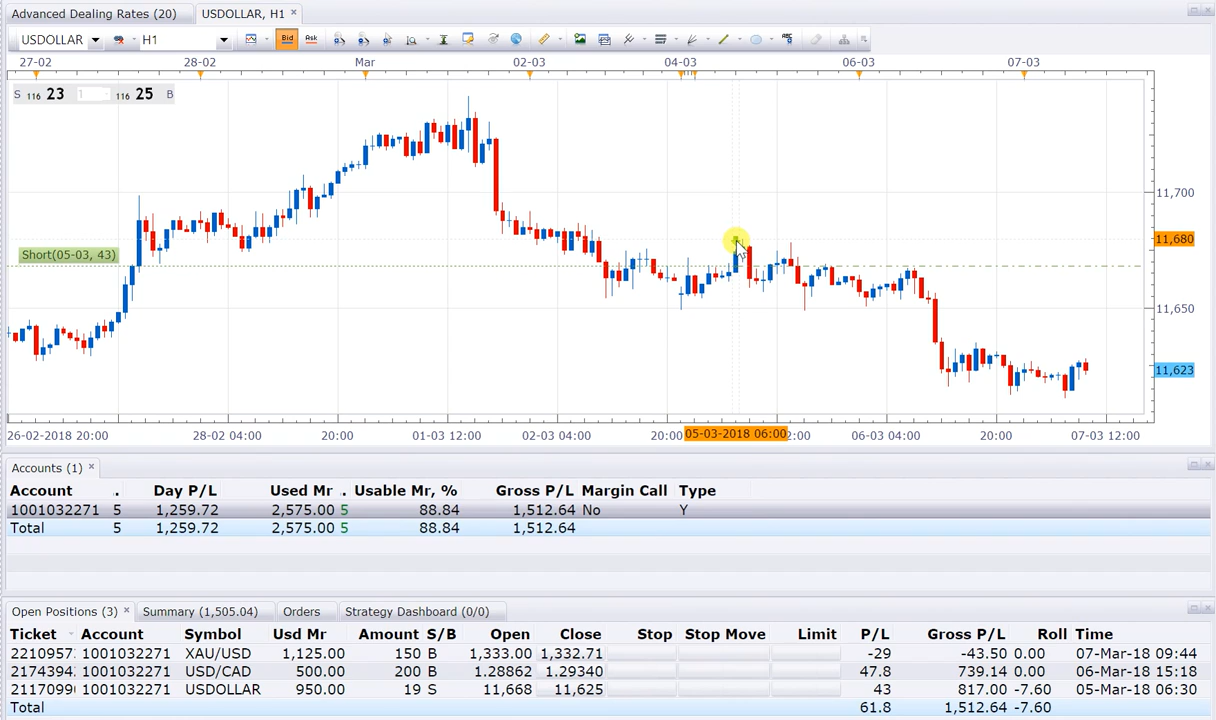 Advanced Dealing Rates (20) USDOLLAR, H1
USDOLLAR H1 Bid Ask ABC
27-02 28-02 Mar 02-03 04-03 06-03 07-03
S 116 23 1 116 25 B
11,700
11,680
Short(05-03, 43)
11,650
11,623
26-02-2018 20:00 28-02 04:00 20:00 01-03 12:00 02-03 04:00 20:00 05-03-2018 06:00 2:00 06-03 04:00 20:00 07-03 12:00
Accounts (1)
Account . Day P/L Used Mr . Usable Mr, % Gross P/L Margin Call Type
1001032271 5 1,259.72 2,575.00 5 88.84 1,512.64 No Y
Total 5 1,259.72 2,575.00 5 88.84 1,512.64
Open Positions (3) Summary (1,505.04) Orders Strategy Dashboard (0/0)
Ticket Account Symbol Usd Mr Amount S/B Open Close Stop Stop Move Limit P/L Gross P/L Roll Time
2210957 1001032271 XAU/USD 1,125.00 150 B 1,333.00 1,332.71 -29 -43.50 0.00 07-Mar-18 09:44
2174394 1001032271 USD/CAD 500.00 200 B 1.28862 1.29340 47.8 739.14 0.00 06-Mar-18 15:18
2117099 1001032271 USDOLLAR 950.00 19 S 11,668 11,625 43 817.00 -7.60 05-Mar-18 06:30
Total 61.8 1,512.64 -7.60